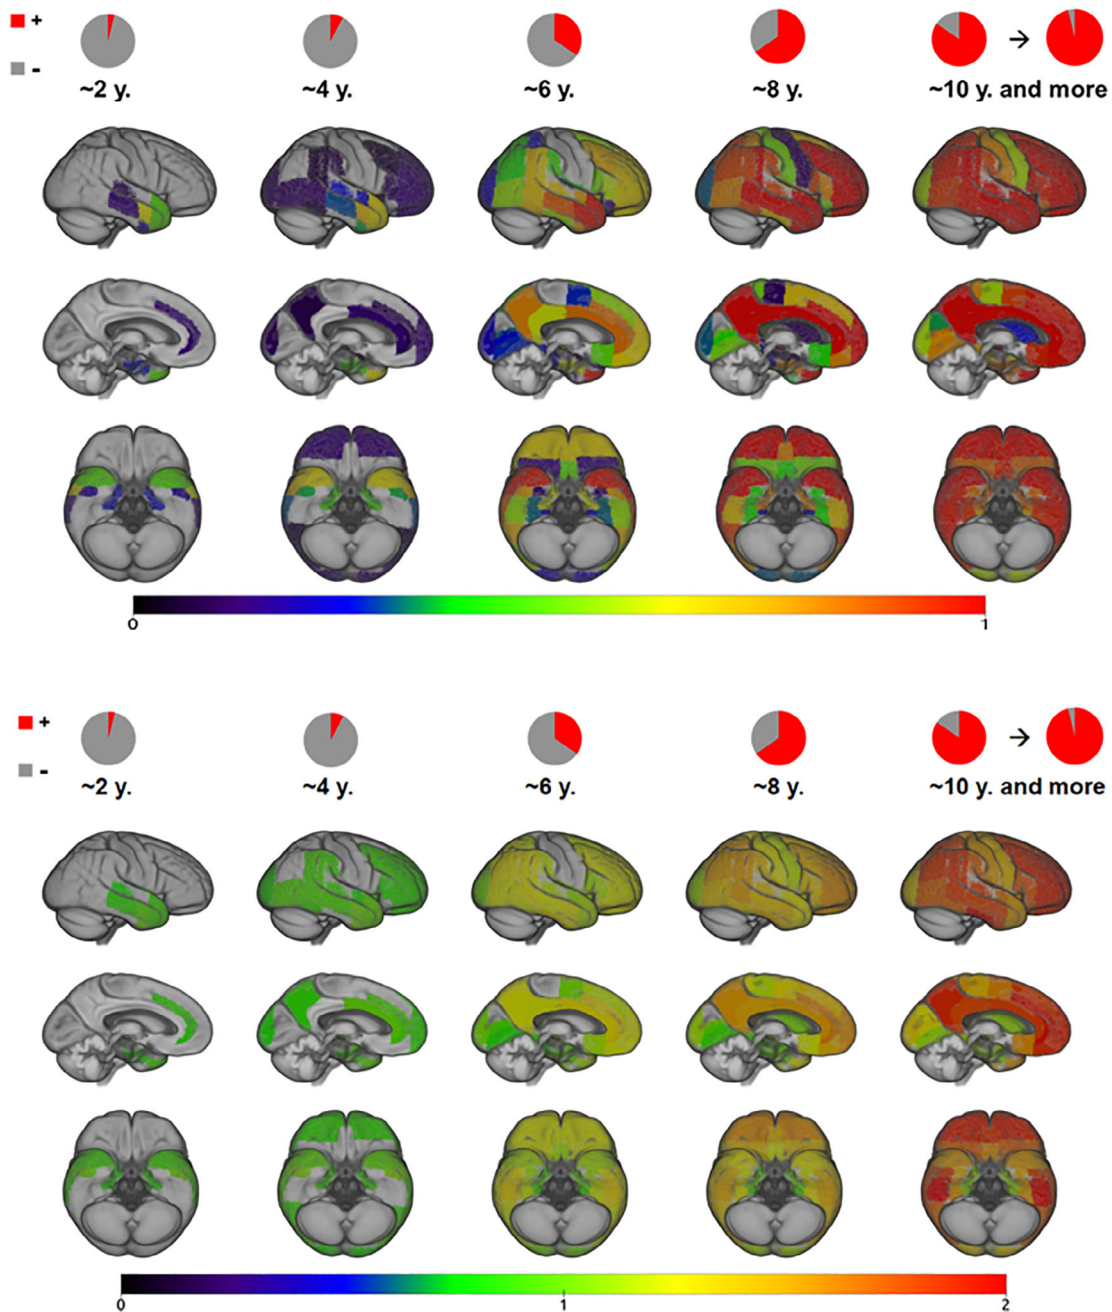 +
-
~2 y. ~4 y. ~6 y. ~8 y. ~10 y. and more
→
0 1
+
-
~2 y. ~4 y. ~6 y. ~8 y. ~10 y. and more
→
0 1 2